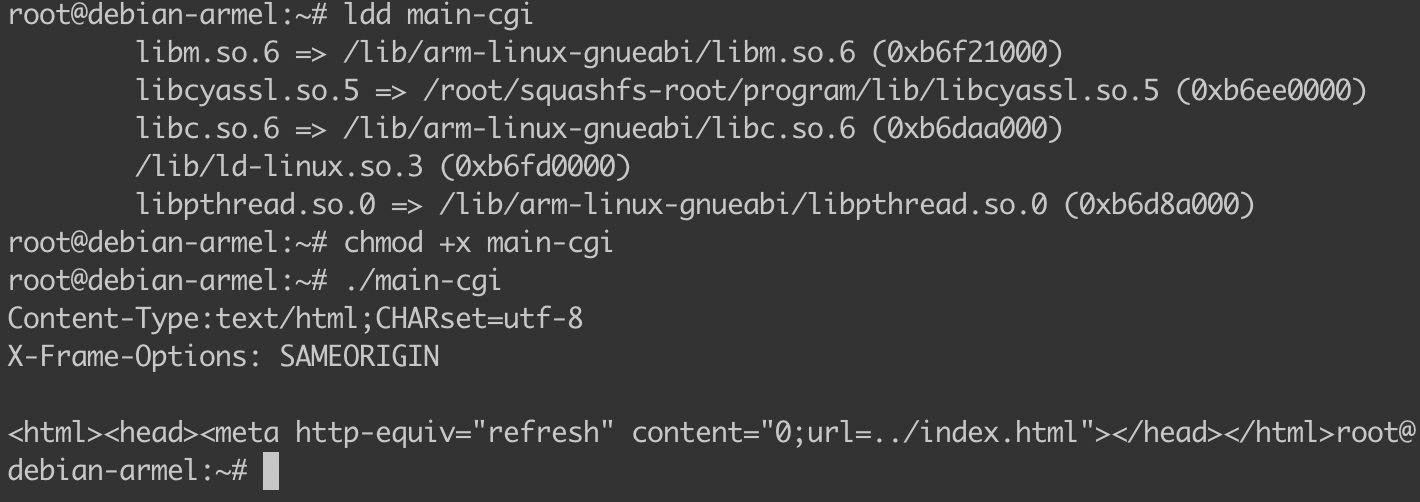 root@debian-armel:~# ldd main-cgi
        libm.so.6 => /lib/arm-linux-gnueabi/libm.so.6 (0xb6f21000)
        libcyassl.so.5 => /root/squashfs-root/program/lib/libcyassl.so.5 (0xb6ee0000)
        libc.so.6 => /lib/arm-linux-gnueabi/libc.so.6 (0xb6daa000)
        /lib/ld-linux.so.3 (0xb6fd0000)
        libpthread.so.0 => /lib/arm-linux-gnueabi/libpthread.so.0 (0xb6d8a000)
root@debian-armel:~# chmod +x main-cgi
root@debian-armel:~# ./main-cgi
Content-Type:text/html;CHARset=utf-8
X-Frame-Options: SAMEORIGIN

<html><head><meta http-equiv="refresh" content="0;url=../index.html"></head></html>root@
debian-armel:~#